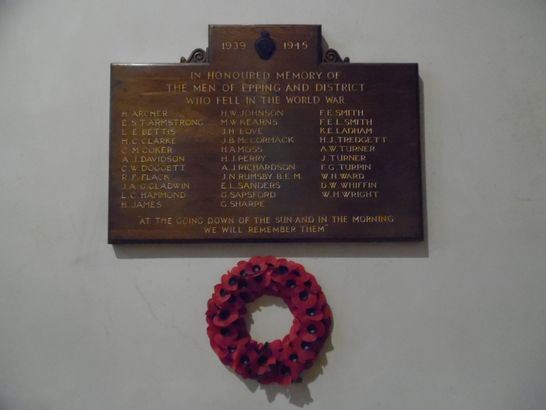 1939 1945
IN HONOURED MEMORY OF
THE MEN OF EPPING AND DISTRICT
WHO FELL IN THE WORLD WAR
H. ARCHER
E.S.T. ARMSTRONG
L.E. BETTIS
H.C. CLARKE
C.M. COKER
A.J. DAVIDSON
C.W. DOGGETT
R.F. FLACK
J.A.G. GLADWIN
L.C. HAMMOND
H. JAMES
H.W. JOHNSON
M.W. KEARNS
J.H. LOVE
J.B. McCORMACK
H.A. MOSS
H.J. PERRY
A.J. RICHARDSON
J.N. RUMSBY B.E.M.
E.L. SANDERS
G. SAPSFORD
G. SHARPE
F.F. SMITH
F.E.L. SMITH
K.E. LADHAM
H.J. TREDGETT
A.W. TURNER
J. TURNER
F.G. TURPIN
W.H. WARD
D.W. WHIFFIN
W.H. WRIGHT
"AT THE GOING DOWN OF THE SUN AND IN THE MORNING
WE WILL REMEMBER THEM"